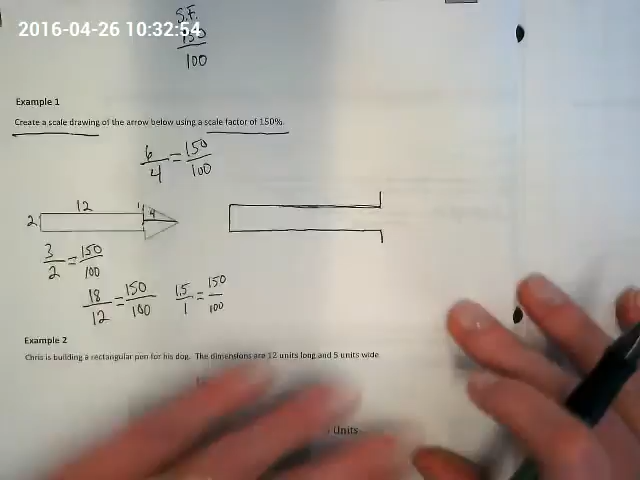 2016-04-26 10:32:54
S.F.
150
100
Example 1
Create a scale drawing of the arrow below using a scale factor of 150%.
6/4 = 150/100
12
1
4
2
3/2 = 150/100
18/12 = 150/100
1.5/1 = 150/100
Example 2
Chris is building a rectangular pen for his dog. The dimensions are 12 units long and 5 units wide
Units